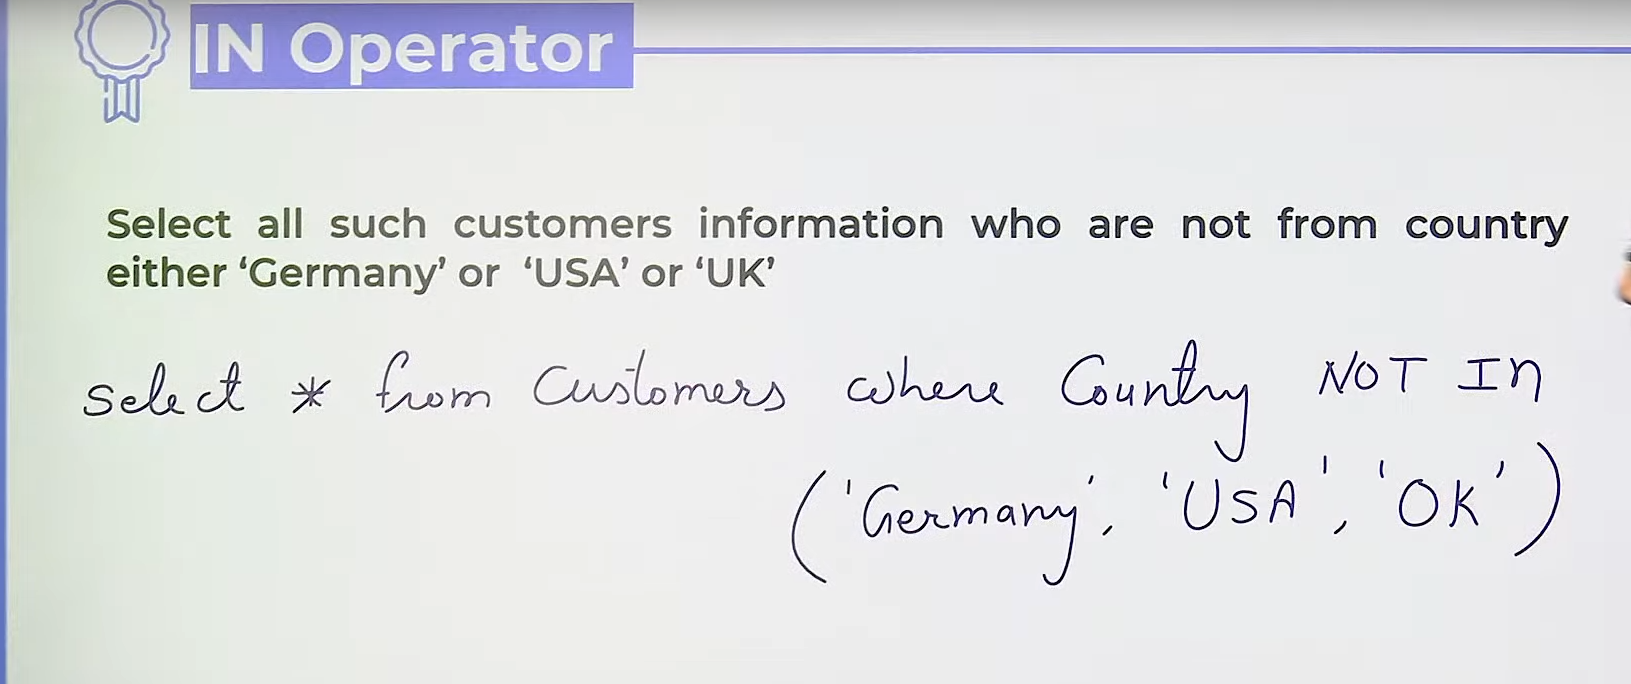 IN Operator
Select all such customers information who are not from country
either ‘Germany’ or ‘USA’ or ‘UK’
Select * from Customers where Country NOT In
('Germany', 'USA', 'OK')